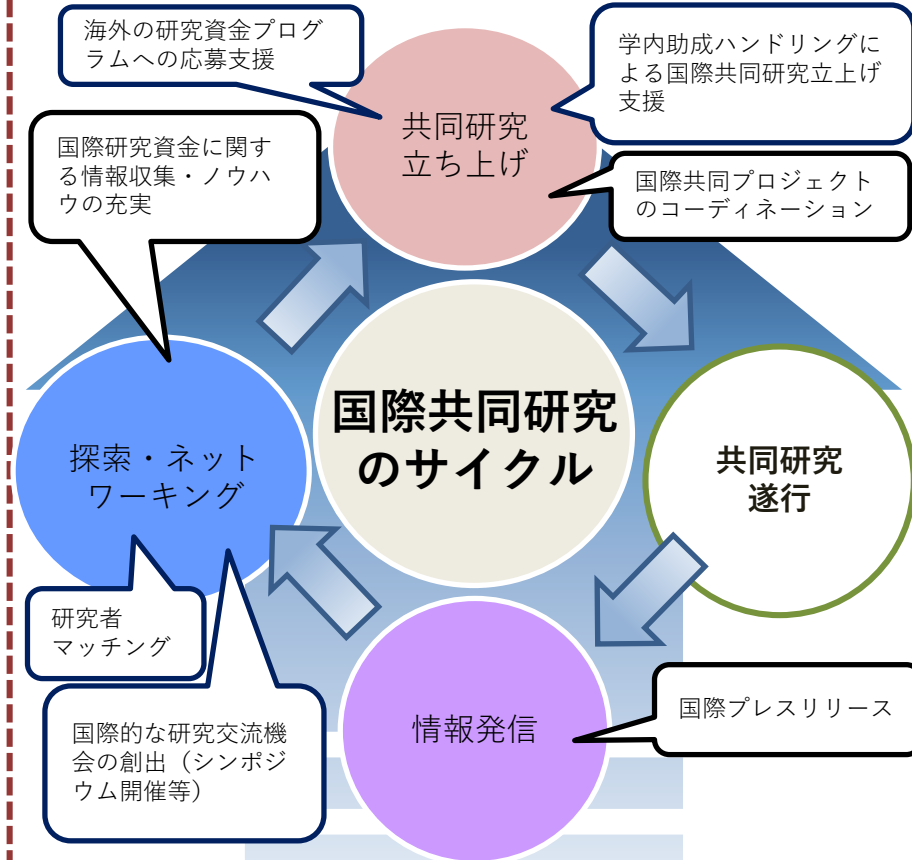 海外の研究資金プログ
ラムへの応募支援
学内助成ハンドリングに
よる国際共同研究立上げ
支援
共同研究
立ち上げ
国際研究資金に関す
る情報収集・ノウハ
ウの充実
国際共同プロジェクト
のコーディネーション
国際共同研究
のサイクル
探索・ネット
ワーキング
共同研究
遂行
研究者
マッチング
情報発信
国際プレスリリース
国際的な研究交流機
会の創出（シンポジ
ウム開催等）